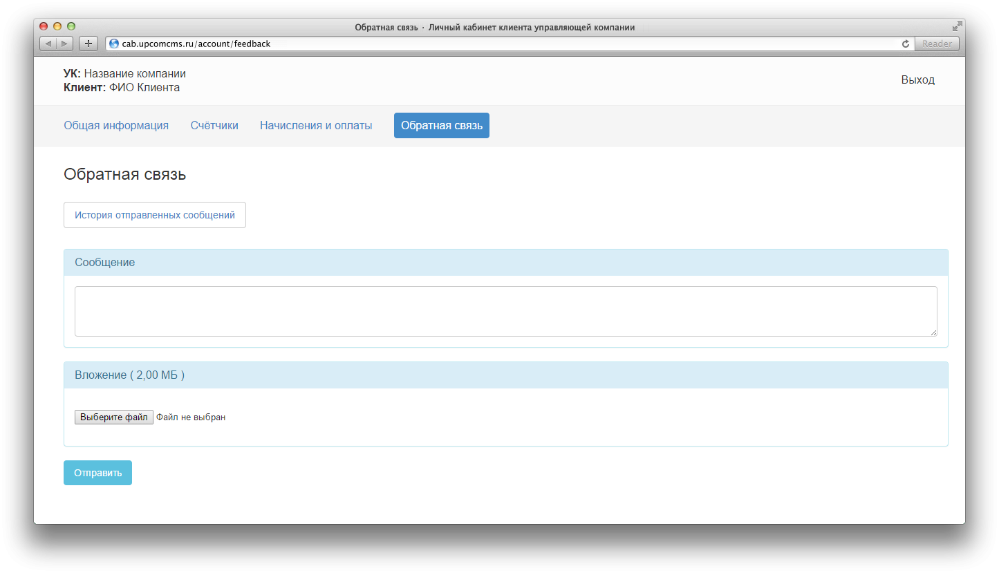 Обратная связь · Личный кабинет клиента управляющей компании
cab.upcomcms.ru/account/feedback
Reader
УК: Название компании
Клиент: ФИО Клиента
Выход
Общая информация Счётчики Начисления и оплаты Обратная связь
Обратная связь
История отправленных сообщений
Сообщение
Вложение ( 2,00 МБ )
Выберите файл Файл не выбран
Отправить